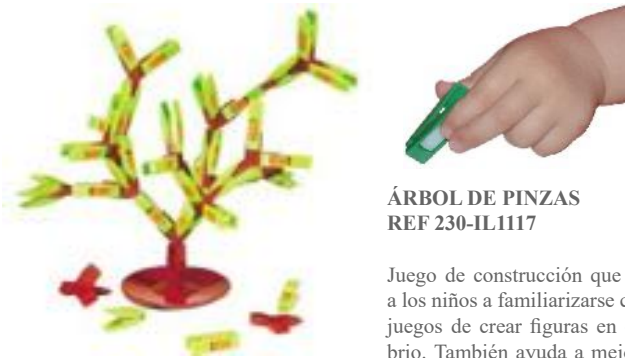 ÁRBOL DE PINZAS
REF 230-IL1117
Juego de construcción que
a los niños a familiarizarse
juegos de crear figuras en
brio. También ayuda a